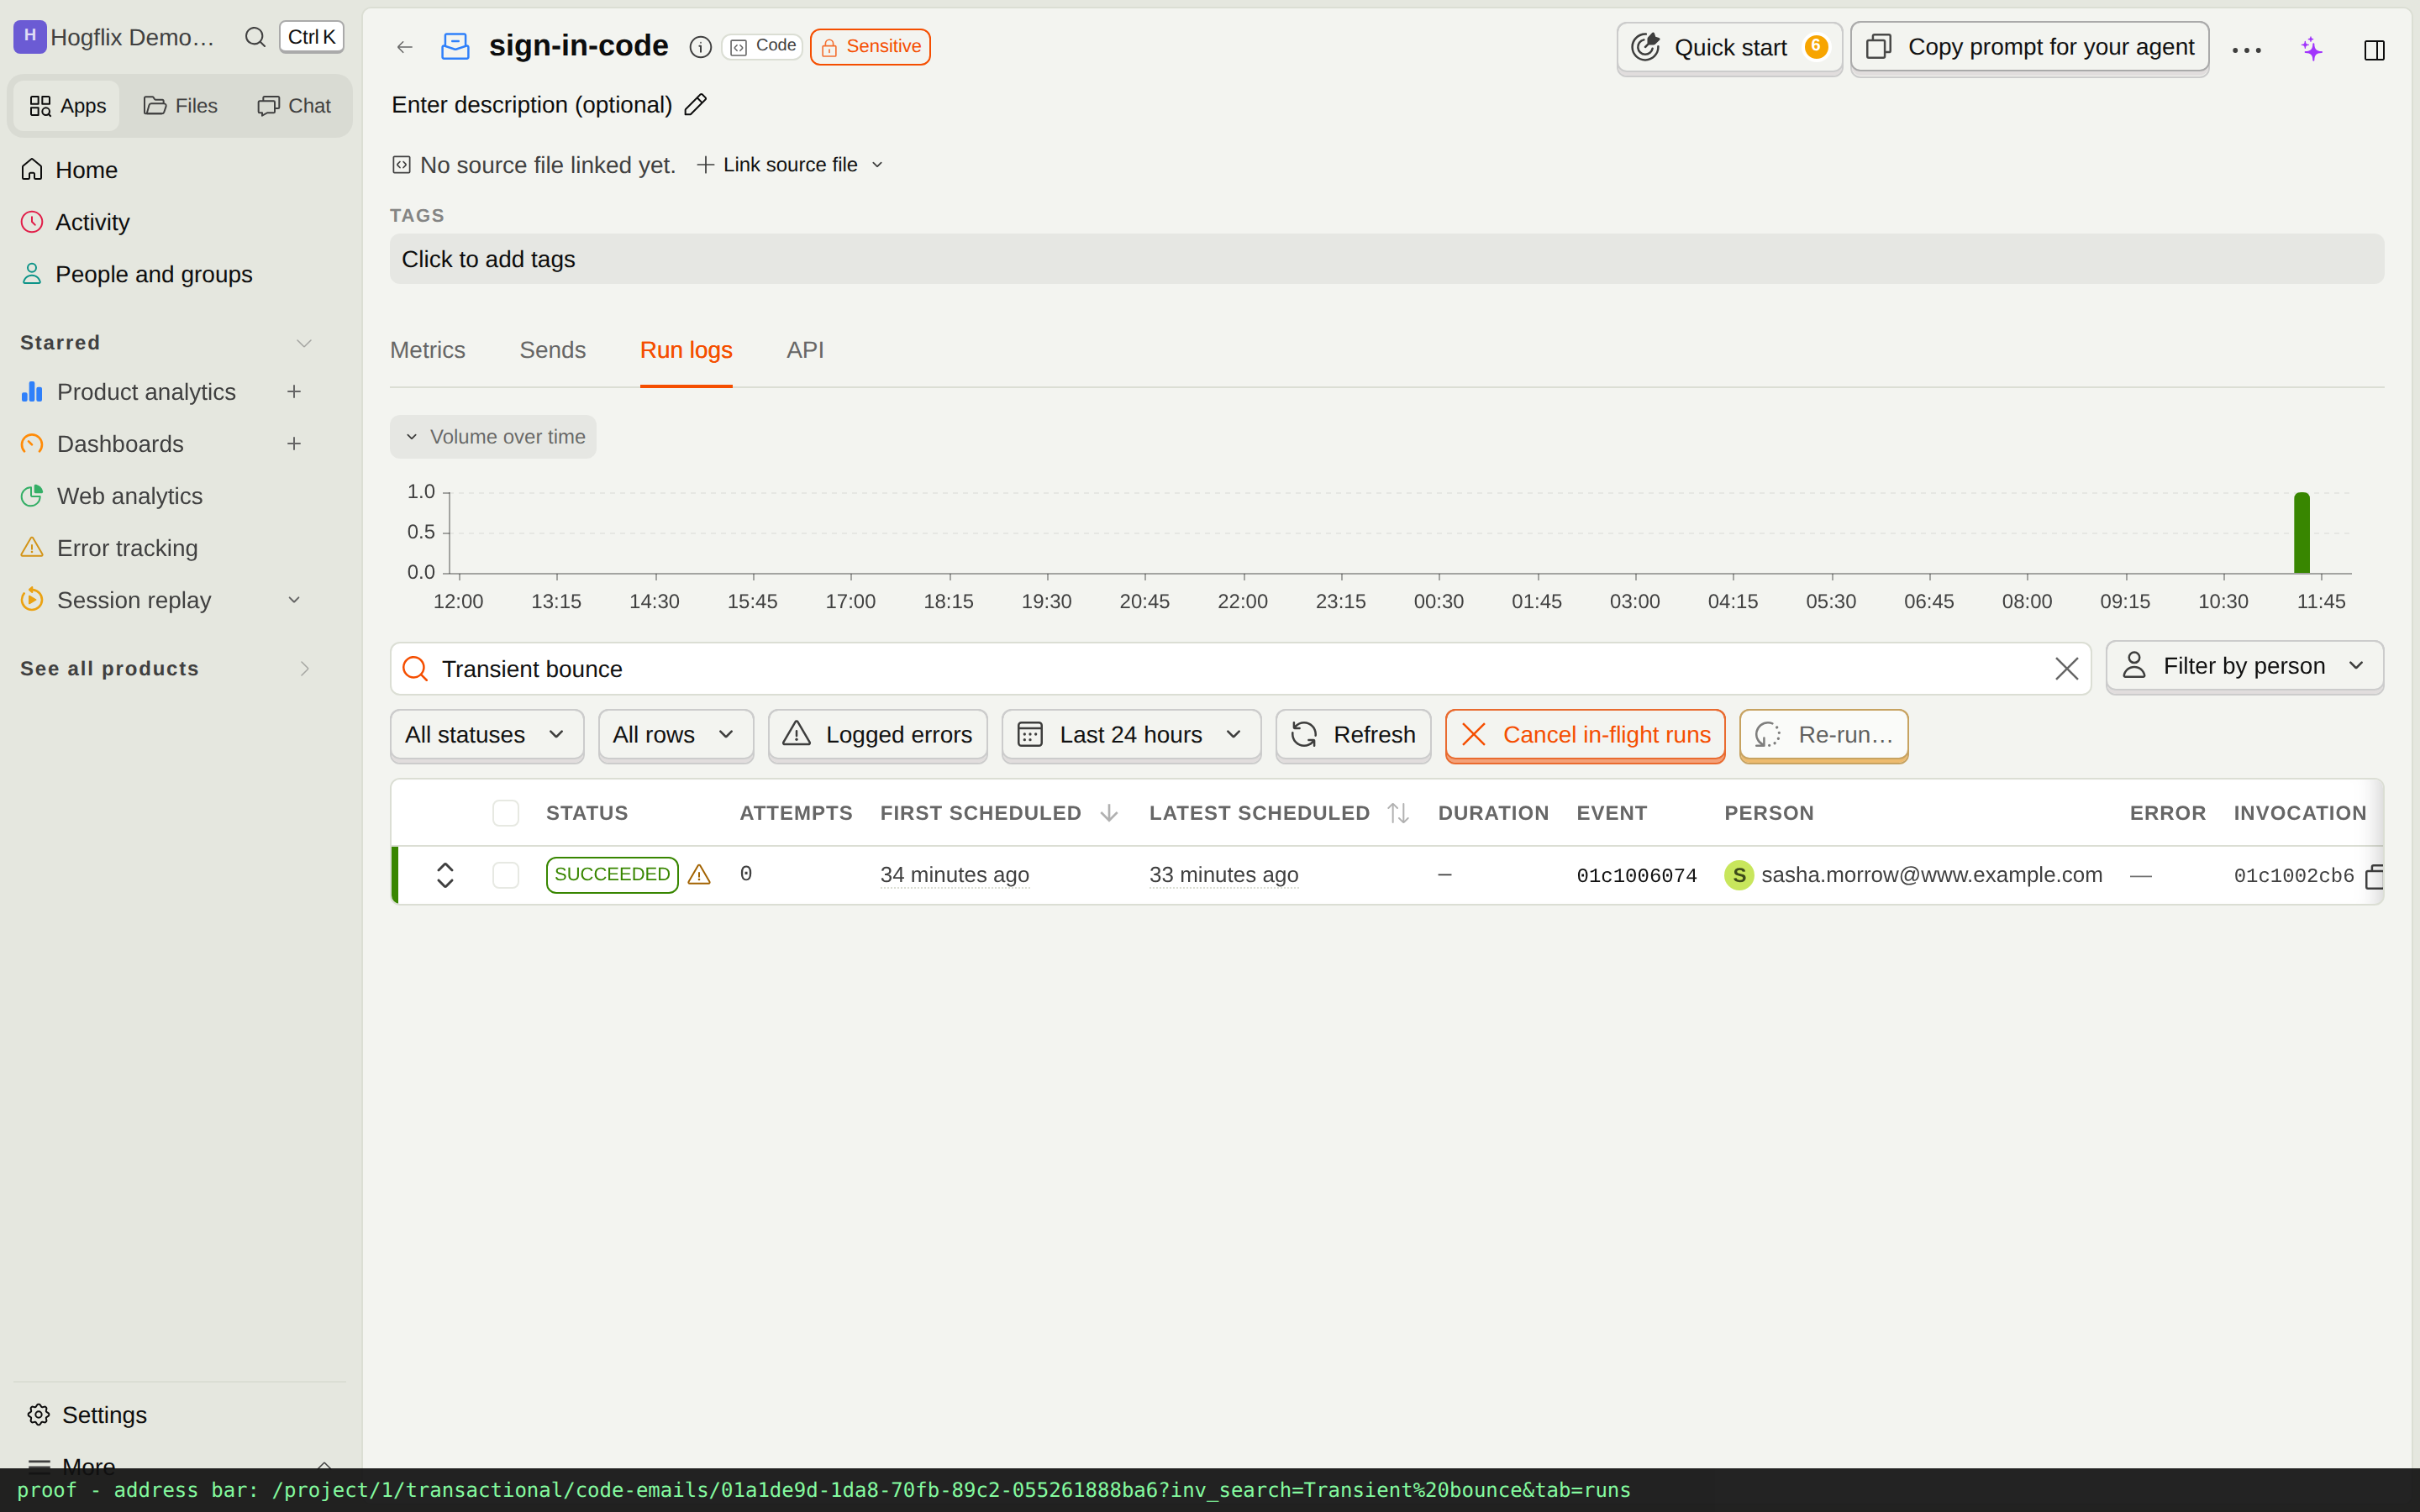 H Hogflix Demo… Ctrl K
Apps Files Chat
Home
Activity
People and groups
Starred
Product analytics
Dashboards
Web analytics
Error tracking
Session replay
See all products
Settings
More
sign-in-code Code Sensitive
Quick start 6 Copy prompt for your agent
Enter description (optional)
No source file linked yet. Link source file
TAGS
Click to add tags
Metrics Sends Run logs API
Volume over time
1.0
0.5
0.0
12:00 13:15 14:30 15:45 17:00 18:15 19:30 20:45 22:00 23:15 00:30 01:45 03:00 04:15 05:30 06:45 08:00 09:15 10:30 11:45
Transient bounce Filter by person
All statuses All rows Logged errors Last 24 hours Refresh Cancel in-flight runs Re-run…
STATUS ATTEMPTS FIRST SCHEDULED LATEST SCHEDULED DURATION EVENT PERSON ERROR INVOCATION
SUCCEEDED 0 34 minutes ago 33 minutes ago – 01c1006074 S sasha.morrow@www.example.com — 01c1002cb6
proof - address bar: /project/1/transactional/code-emails/01a1de9d-1da8-70fb-89c2-055261888ba6?inv_search=Transient%20bounce&tab=runs